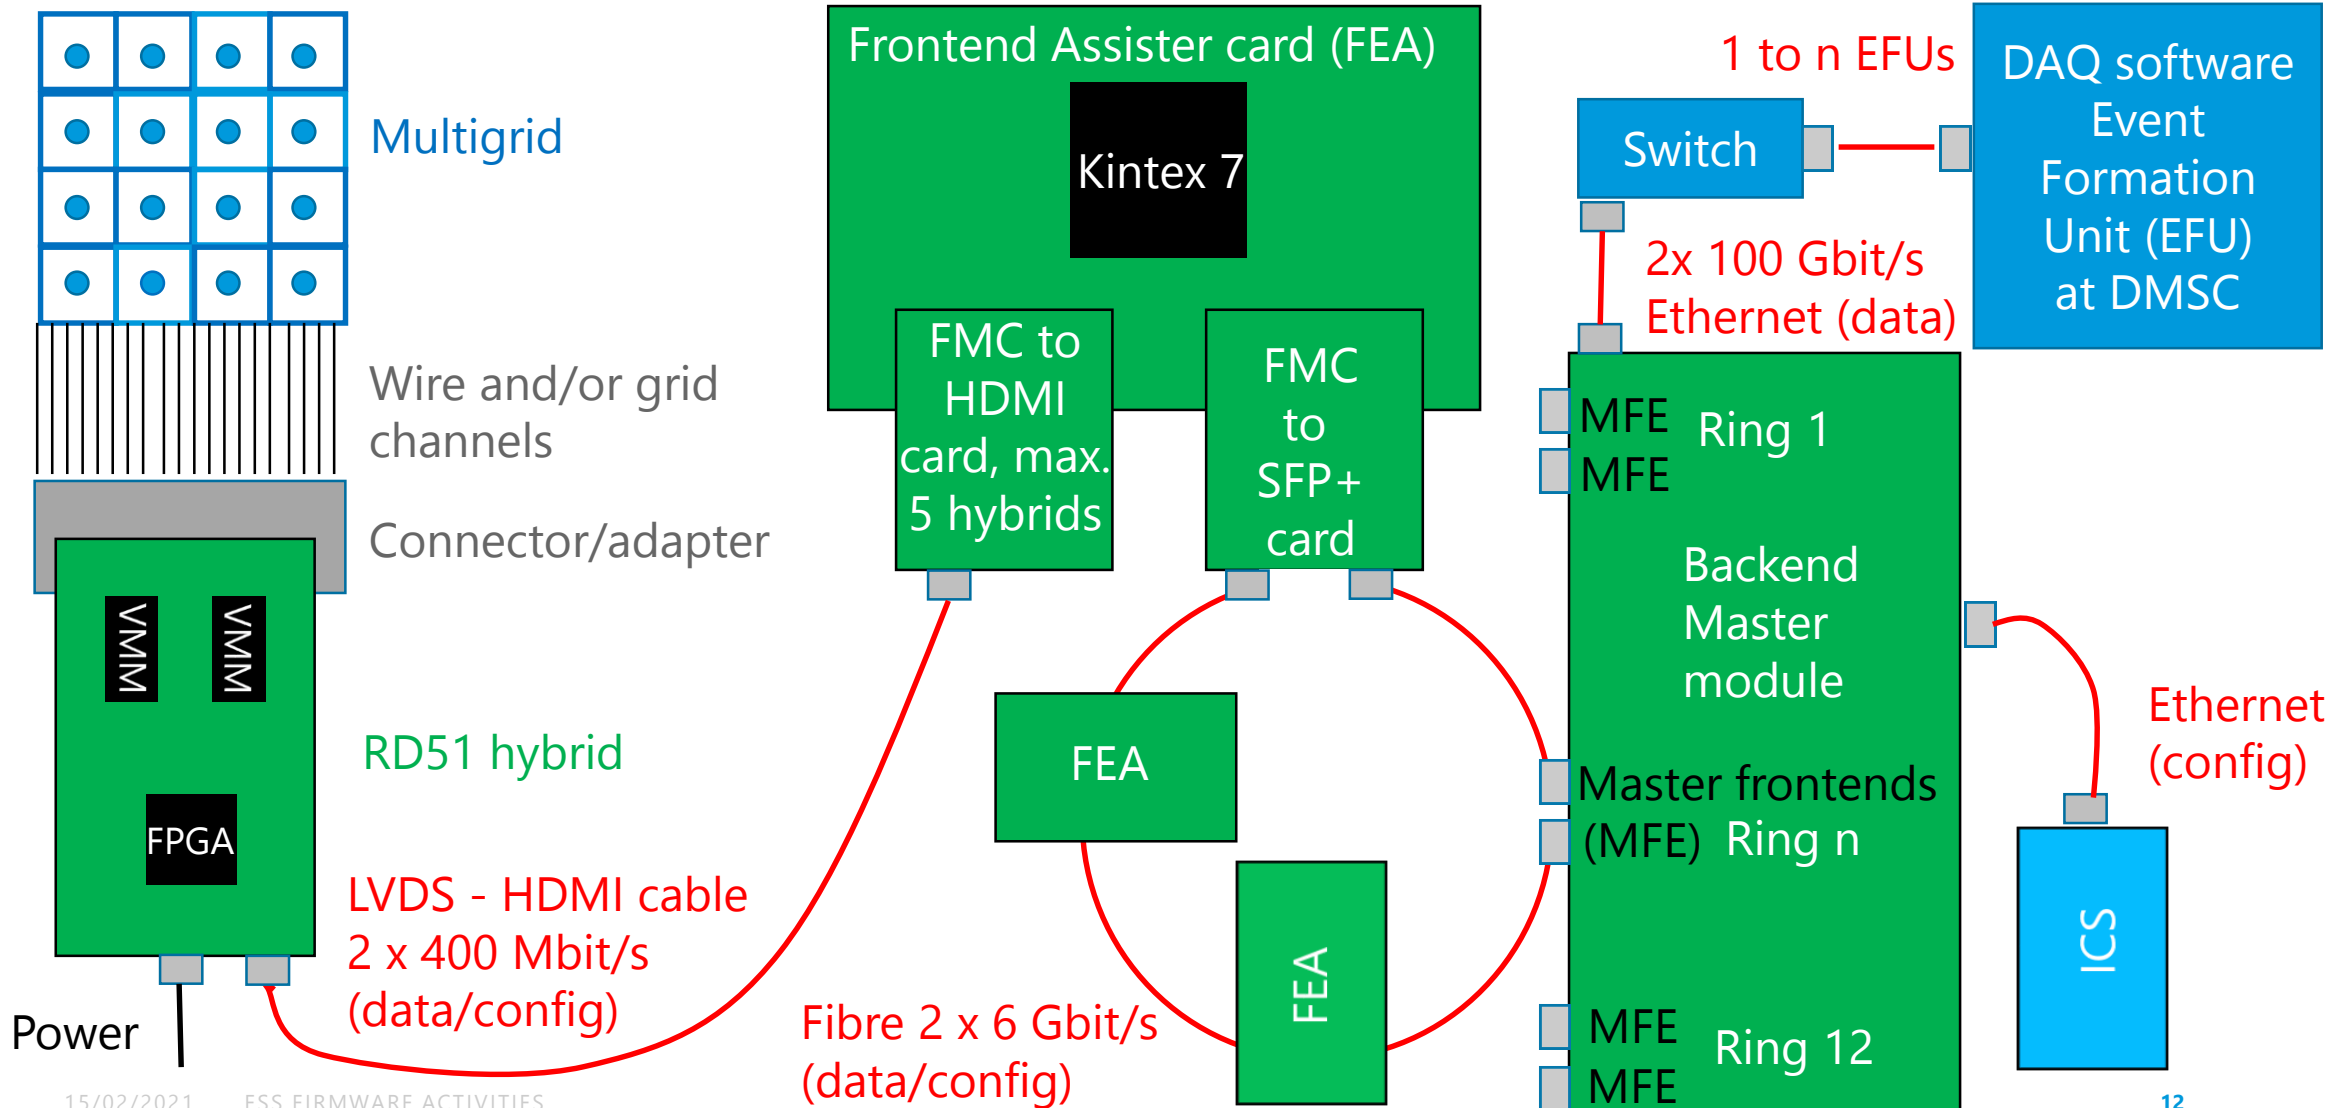 Multigrid
Wire and/or grid
channels
Connector/adapter
VMM
VMM
RD51 hybrid
FPGA
LVDS - HDMI cable
2 x 400 Mbit/s
(data/config)
Power
Frontend Assister card (FEA)
Kintex 7
FMC to
HDMI
card, max.
5 hybrids
FMC
to
SFP+
card
FEA
FEA
Fibre 2 x 6 Gbit/s
(data/config)
1 to n EFUs
Switch
DAQ software
Event
Formation
Unit (EFU)
at DMSC
2x 100 Gbit/s
Ethernet (data)
MFE
Ring 1
MFE
Backend
Master
module
Master frontends
(MFE) Ring n
MFE
Ring 12
MFE
Ethernet
(config)
ICS
15/02/2021 ESS FIRMWARE ACTIVITIES
12